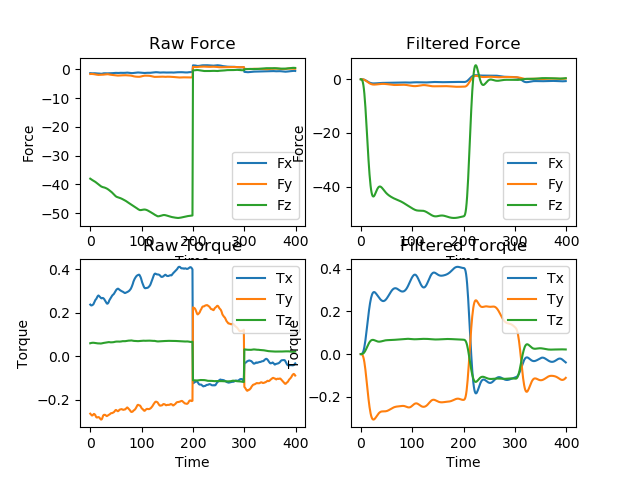 Raw Force
Force
0
−10
−20
−30
−40
−50
Fx
Fy
Fz
0 100 200 300 400
Time
Filtered Force
Force
0
−20
−40
Fx
Fy
Fz
0 100 200 300 400
Time
Raw Torque
Torque
0.4
0.2
0.0
−0.2
Tx
Ty
Tz
0 100 200 300 400
Time
Filtered Torque
Torque
0.4
0.2
0.0
−0.2
Tx
Ty
Tz
0 100 200 300 400
Time